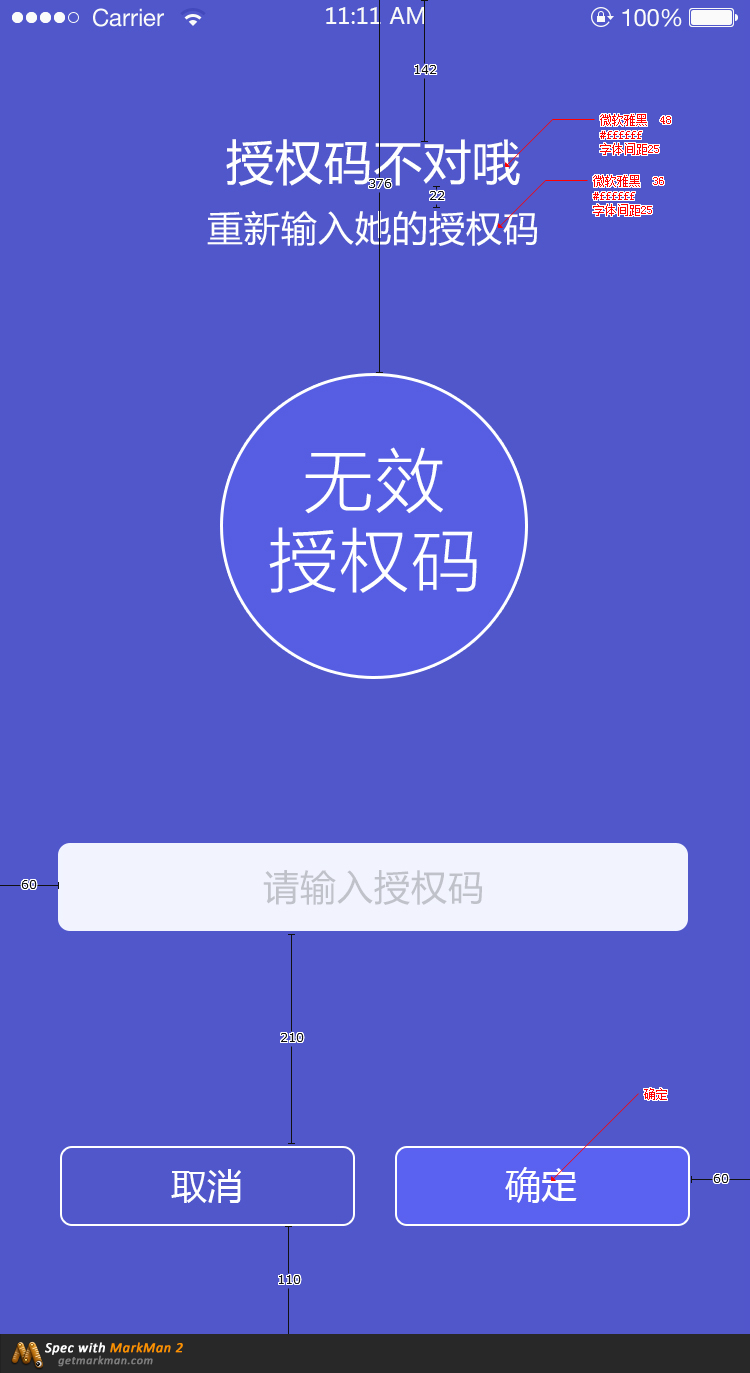 Carrier 11:11 AM 100%
142
微软雅黑 48
#ffffff
字体间距25
授权码不对哦
376
22
微软雅黑 36
#ffffff
字体间距25
重新输入她的授权码
无效
授权码
60
请输入授权码
210
确定
取消
确定
60
110
Spec with MarkMan 2
getmarkman.com